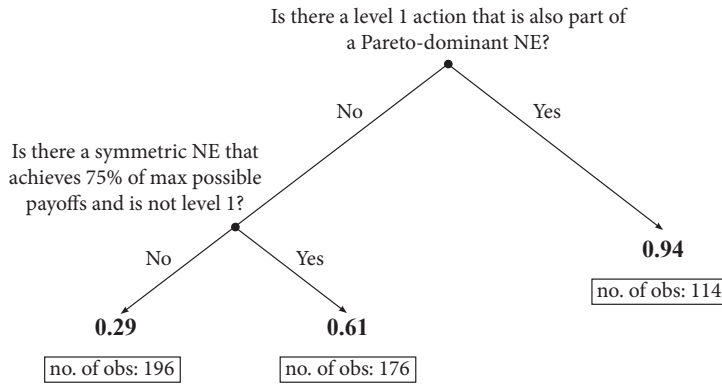 Is there a level 1 action that is also part of
a Pareto-dominant NE?
No
Yes
Is there a symmetric NE that
achieves 75% of max possible
payoffs and is not level 1?
No
Yes
0.94
no. of obs: 114
0.29
0.61
no. of obs: 196
no. of obs: 176